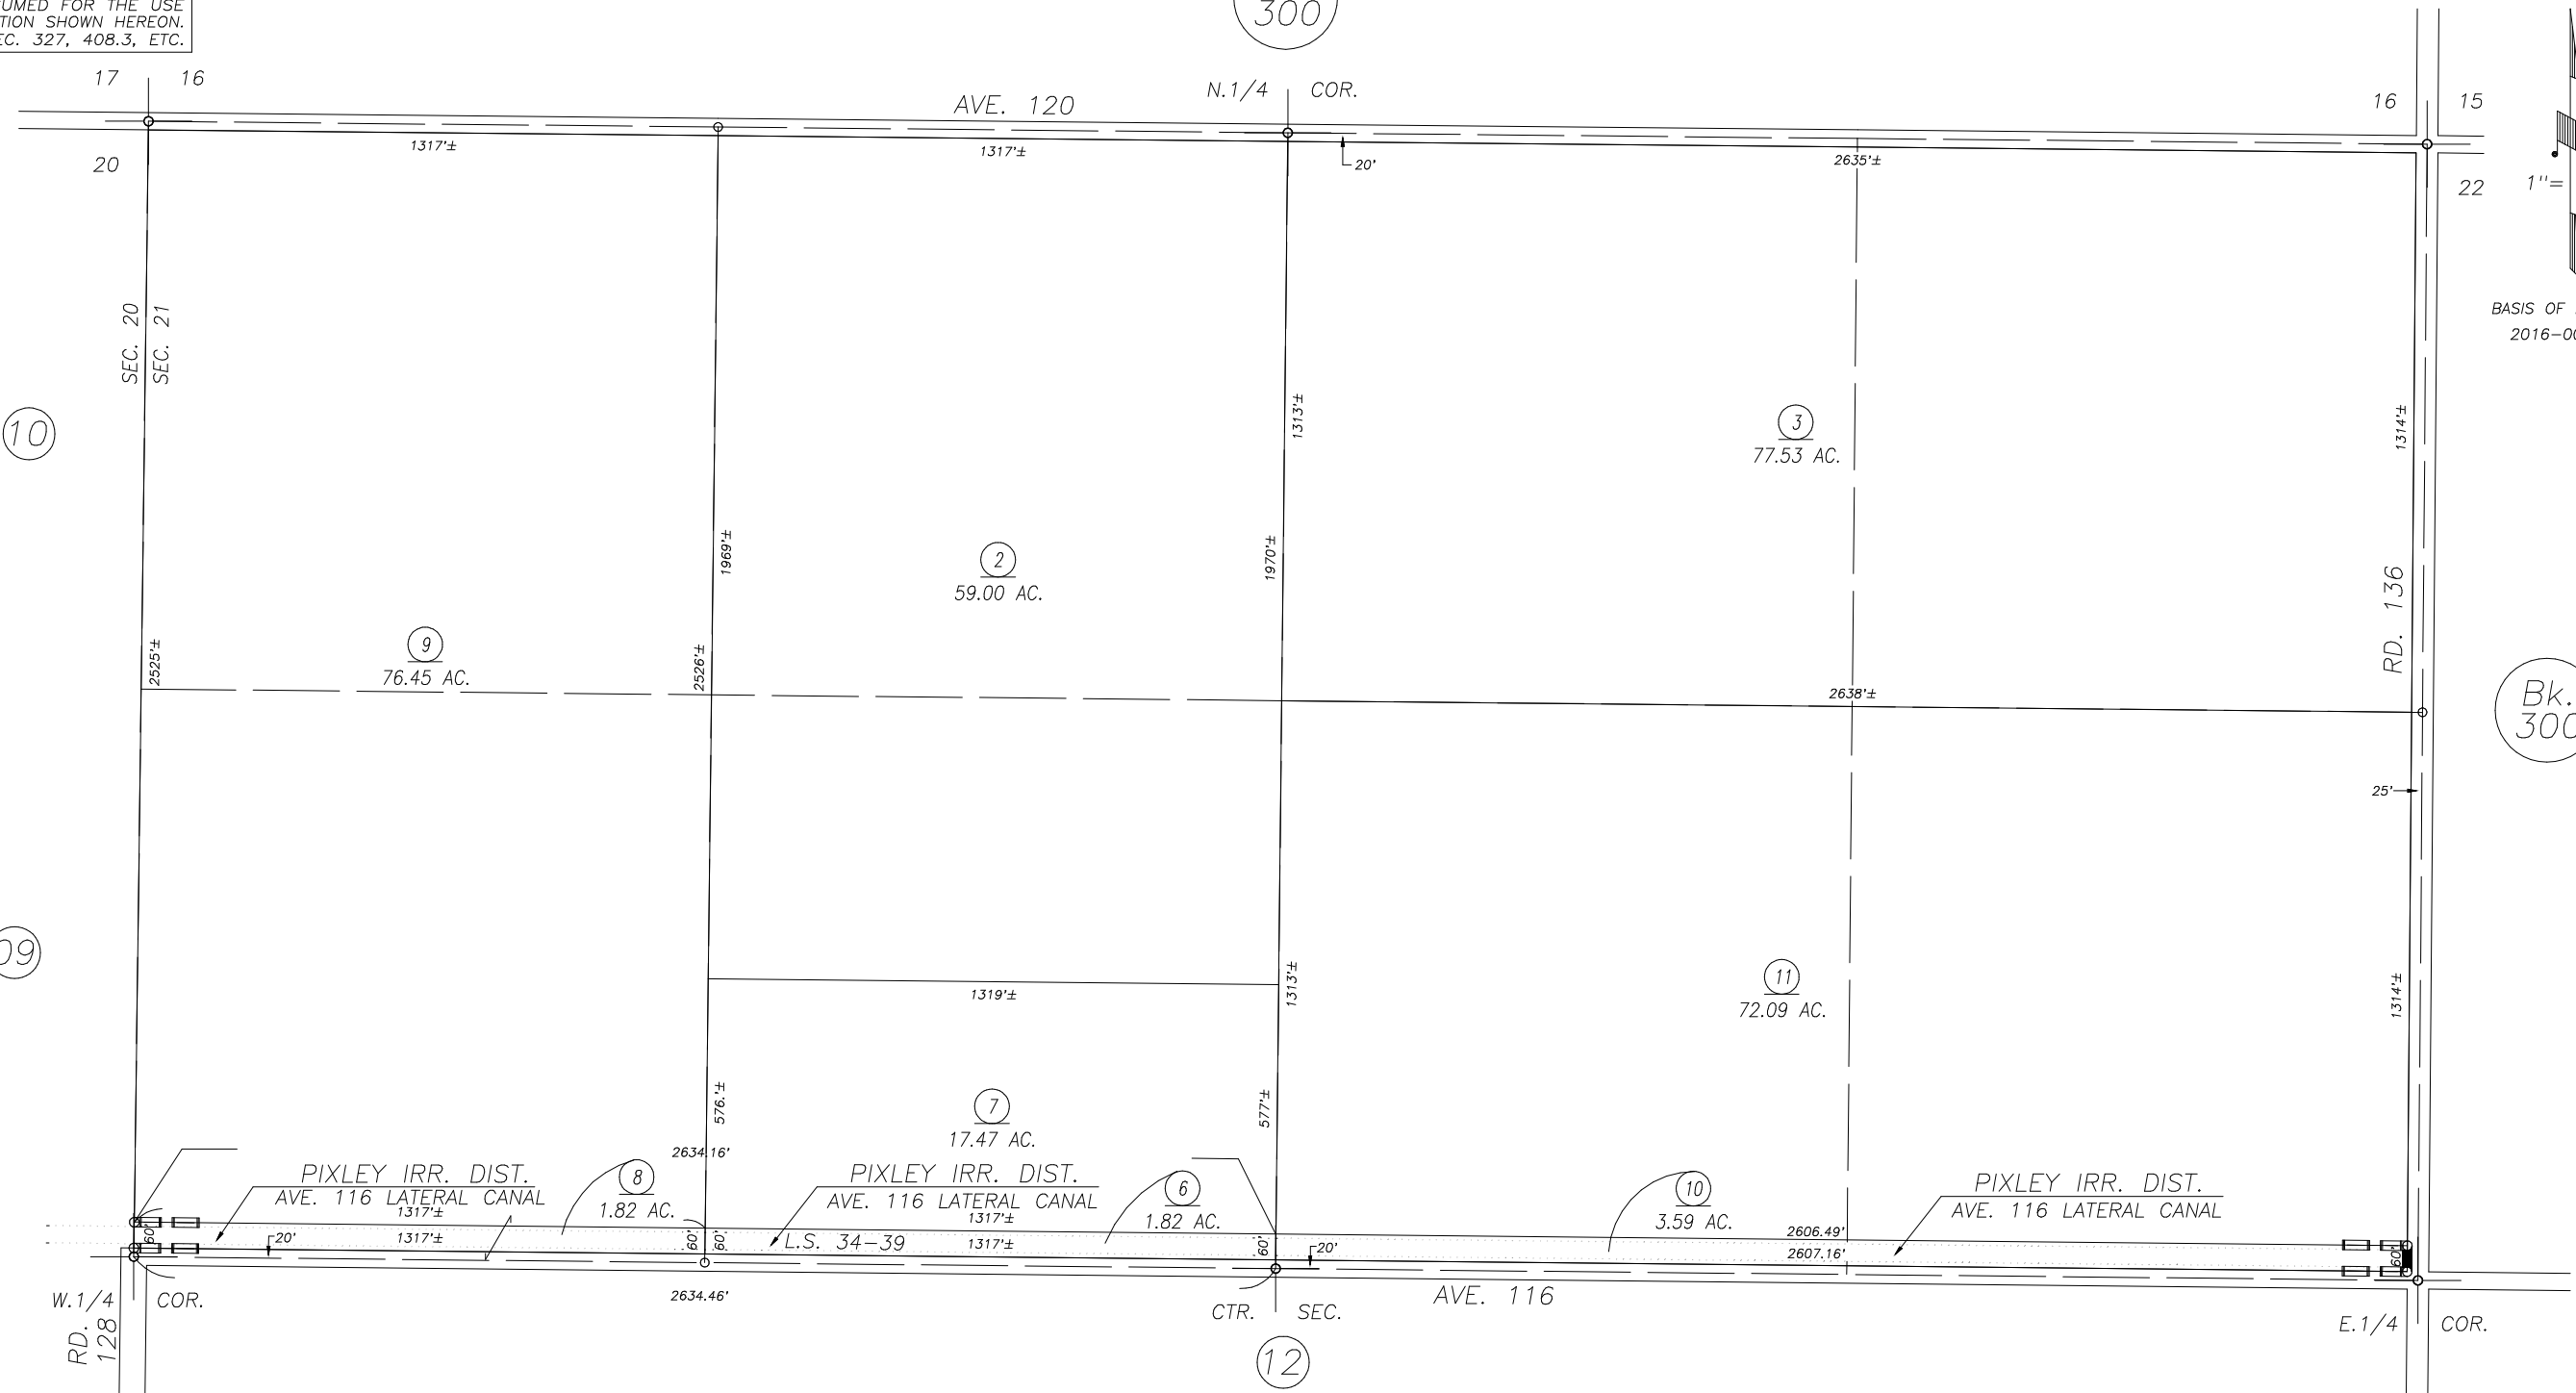 FOR THE USE
SHOWN HEREON.
327, 408.3, ETC.
300
17 16
N.1/4 COR.
AVE. 120
16 15
20
1317'±
1317'±
20'
2635'±
22
1"=
SEC. 20
SEC. 21
BASIS OF
10
1313'±
3
77.53 AC.
1314'±
1969'±
1970'±
2
59.00 AC.
RD. 136
9
76.45 AC.
2525'±
2526'±
2638'±
Bk.
300
25'
09
1319'±
1313'±
11
72.09 AC.
1314'±
576.'±
577'±
7
17.47 AC.
2634.16'
PIXLEY IRR. DIST.
AVE. 116 LATERAL CANAL
1317'±
8
1.82 AC.
PIXLEY IRR. DIST.
AVE. 116 LATERAL CANAL
1317'±
6
1.82 AC.
10
3.59 AC.
PIXLEY IRR. DIST.
AVE. 116 LATERAL CANAL
2606.49'
60'
20'
1317'±
60'
60'
L.S. 34-39
1317'±
60'
20'
2607.16'
60'
W.1/4 COR.
2634.46'
CTR. SEC.
AVE. 116
E.1/4 COR.
RD.
128
12